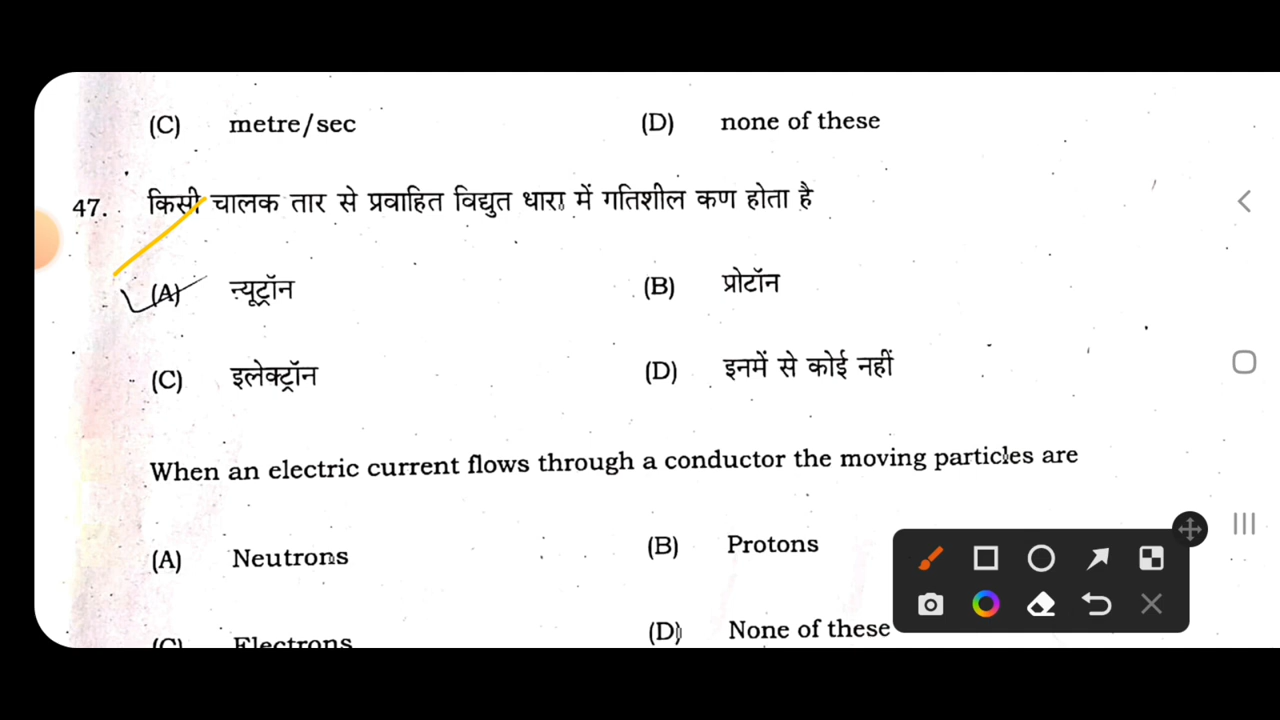 (C) metre/sec (D) none of these
47. किसी चालक तार से प्रवाहित विद्युत धारा में गतिशील कण होता है
(A) न्यूट्रॉन (B) प्रोटॉन
(C) इलेक्ट्रॉन (D) इनमें से कोई नहीं
When an electric current flows through a conductor the moving particles are
(A) Neutrons (B) Protons
(C) Electrons (D) None of these